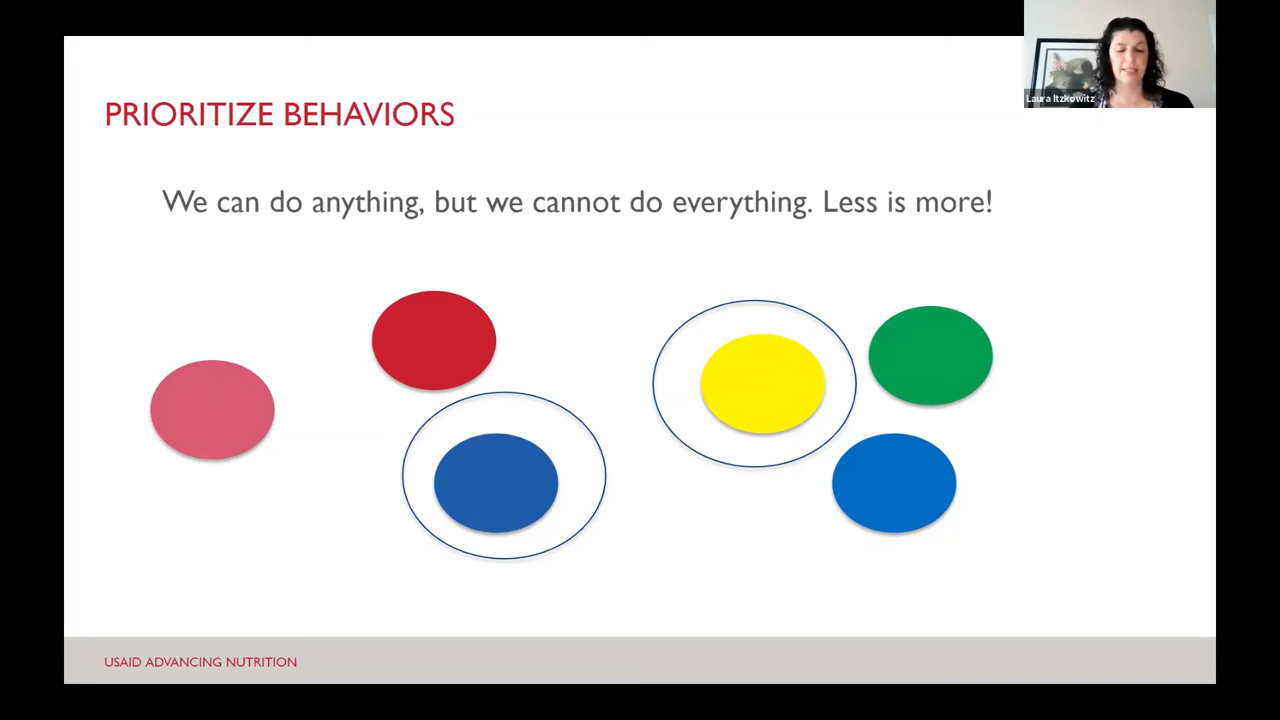 Laura Itzkowitz
PRIORITIZE BEHAVIORS
We can do anything, but we cannot do everything. Less is more!
USAID ADVANCING NUTRITION